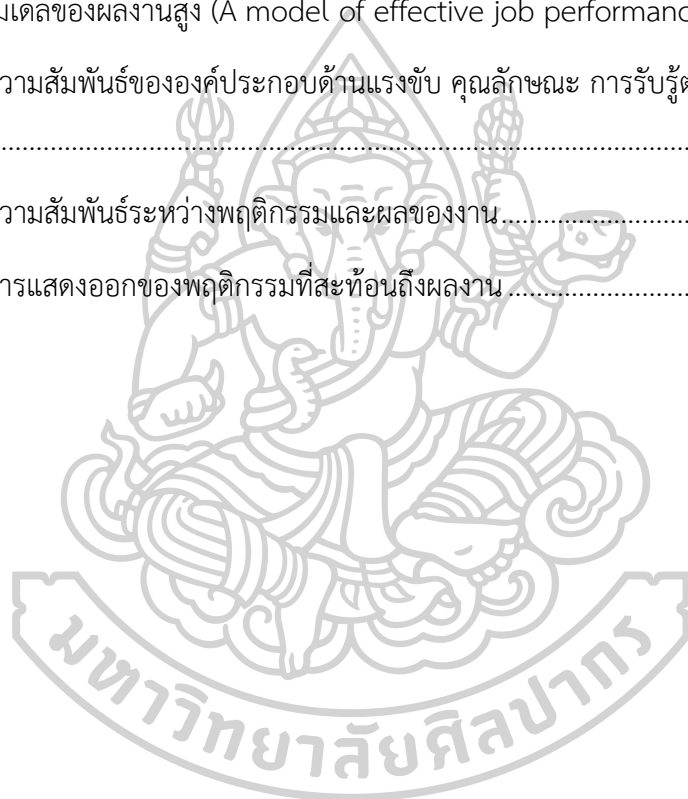 มเดลของผลงานสูง (A model of effective job performance
ความสัมพันธ์ขององค์ประกอบด้านแรงขับ คุณลักษณะ การรับรู้ต
................................................................................
ความสัมพันธ์ระหว่างพฤติกรรมและผลของงาน......................
การแสดงออกของพฤติกรรมที่สะท้อนถึงผลงาน......................
มหาวิทยาลัยศิลปากร